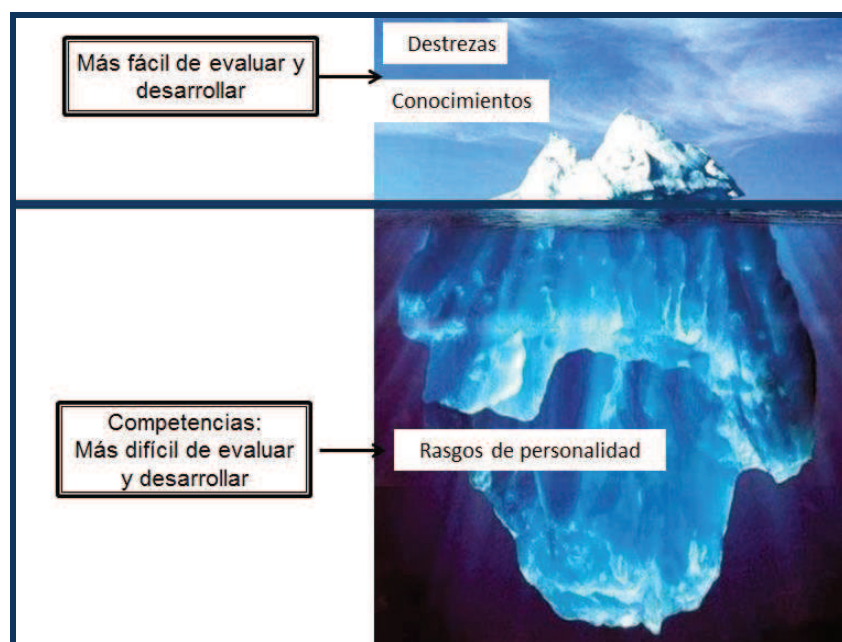 Más fácil de evaluar y
desarrollar
Destrezas
Conocimientos
Competencias:
Más difícil de evaluar
y desarrollar
Rasgos de personalidad